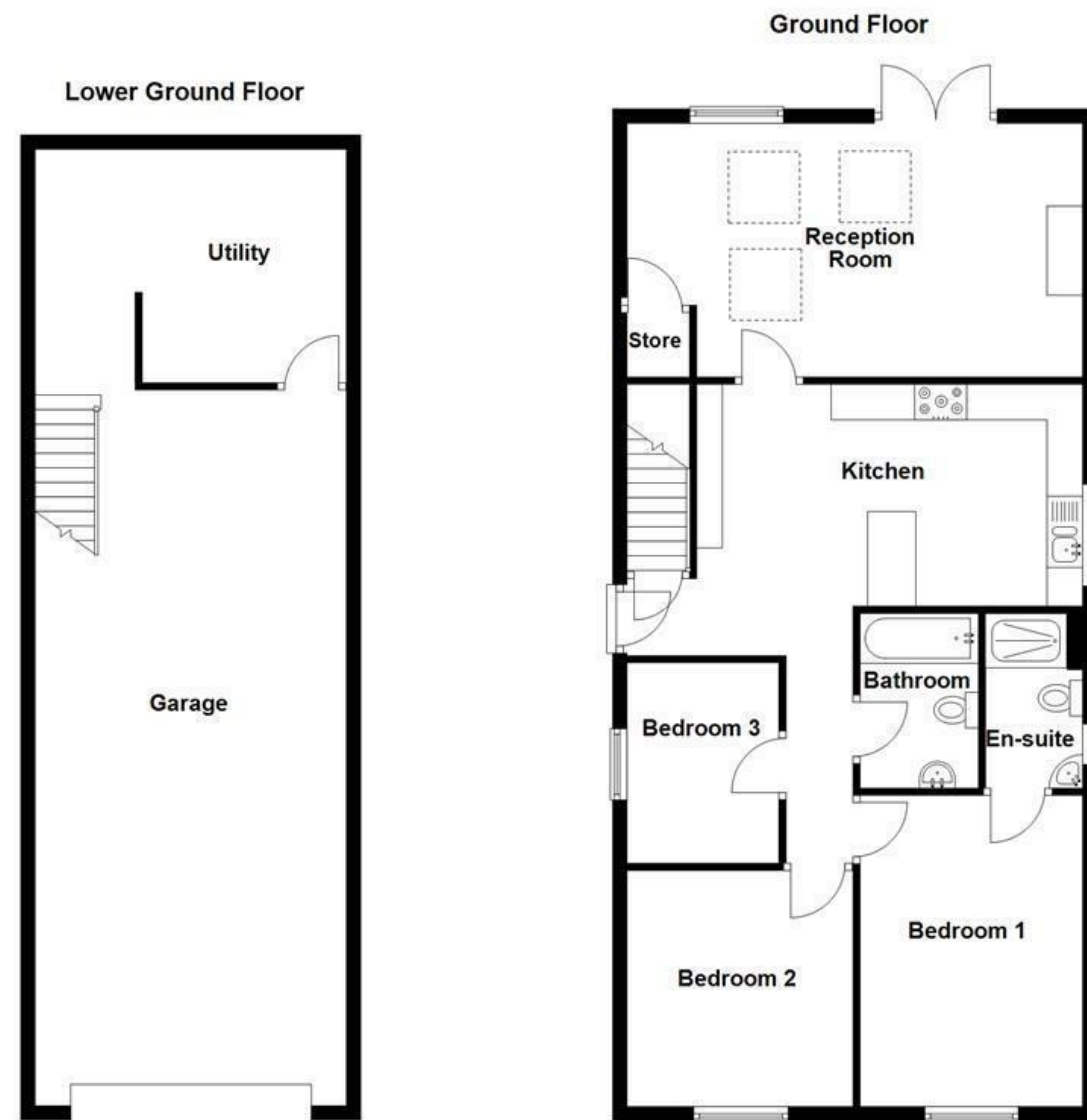 Lower Ground Floor
Utility
Garage
Ground Floor
Reception
Room
Store
Kitchen
Bathroom
Bedroom 3
En-suite
Bedroom 1
Bedroom 2